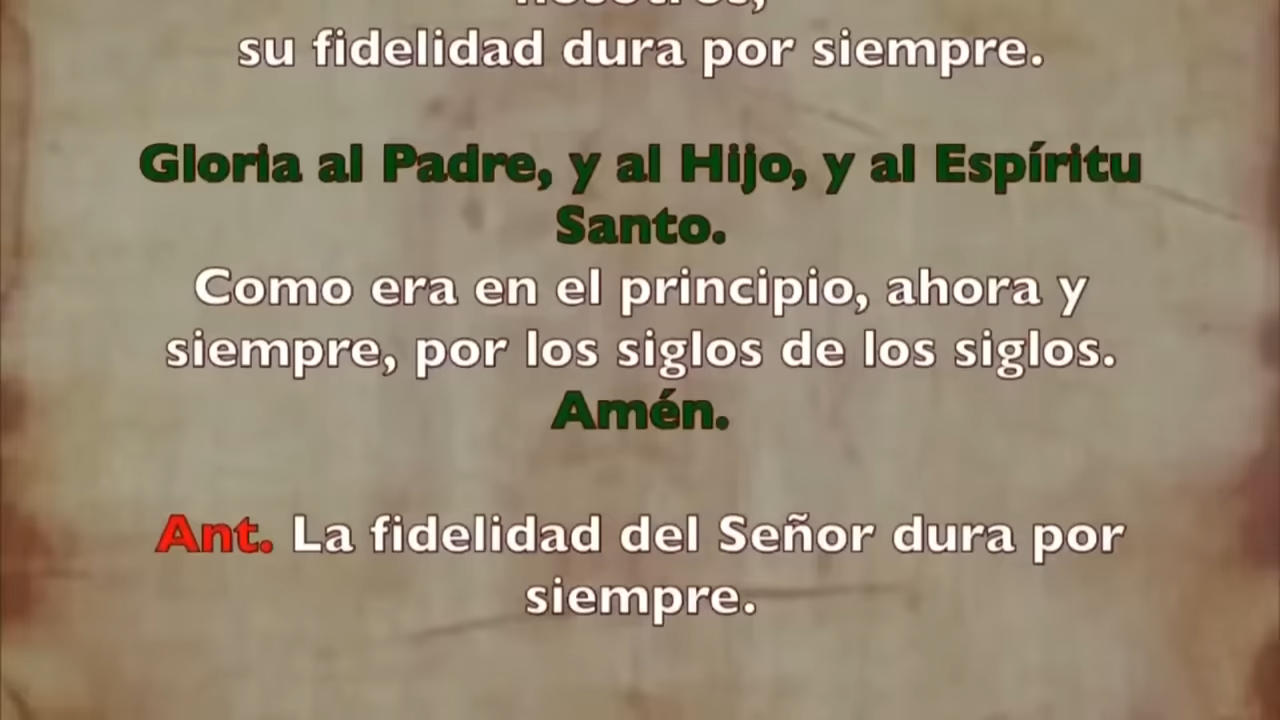 nosotros,
su fidelidad dura por siempre.
Gloria al Padre, y al Hijo, y al Espíritu
Santo.
Como era en el principio, ahora y
siempre, por los siglos de los siglos.
Amén.
Ant. La fidelidad del Señor dura por
siempre.